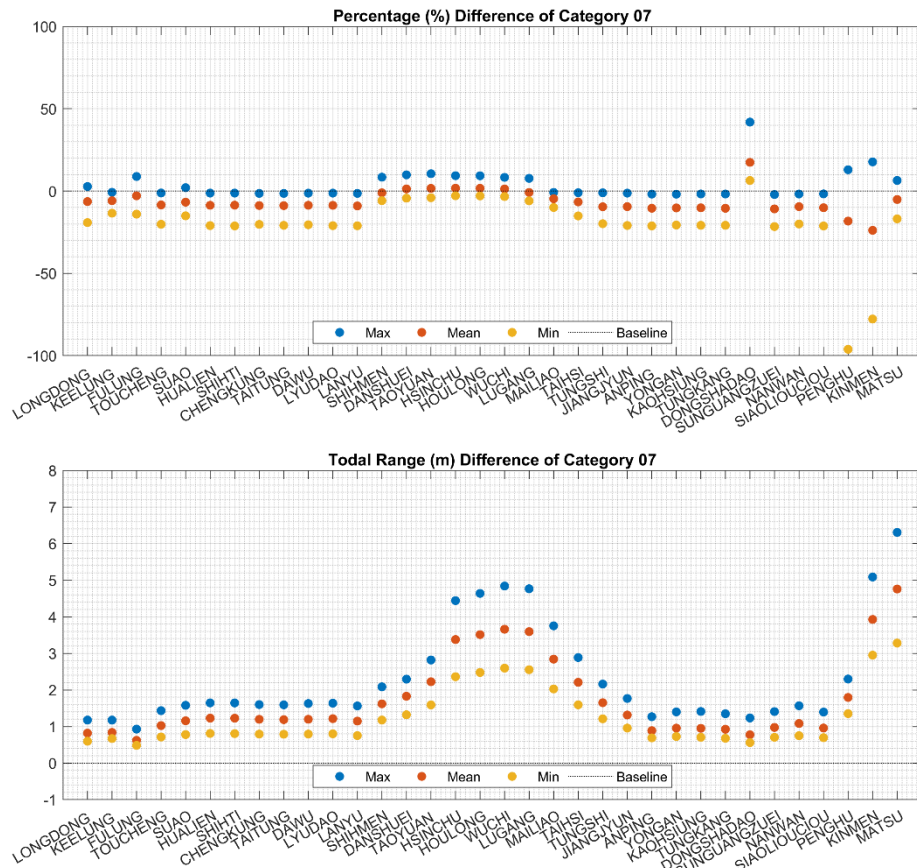 Percentage (%) Difference of Category 07
100
50
0
-50
-100
Max Mean Min Baseline
LONGDONG
KEELUNG
FULUNG
TOUCHENG
SUAO
HUALIEN
SHIHTI
CHENGKUNG
TAITUNG
DAWU
LYUDAO
LANYU
SHIHMEN
DANSHUEI
TAOYUAN
HSINCHU
HOULONG
WUCHI
LUGANG
MAILIAO
TAIHSI
TUNGSHI
JIANGJYUN
ANPING
YONGAN
KAOHSIUNG
TUNGKANG
DONGSHADAO
SUNGUANGZUEI
NANWAN
SIAOLIOUCIOU
PENGHU
KINMEN
MATSU
Todal Range (m) Difference of Category 07
8
7
6
5
4
3
2
1
0
-1
Max Mean Min Baseline
LONGDONG
KEELUNG
FULUNG
TOUCHENG
SUAO
HUALIEN
SHIHTI
CHENGKUNG
TAITUNG
DAWU
LYUDAO
LANYU
SHIHMEN
DANSHUEI
TAOYUAN
HSINCHU
HOULONG
WUCHI
LUGANG
MAILIAO
TAIHSI
TUNGSHI
JIANGJYUN
ANPING
YONGAN
KAOHSIUNG
TUNGKANG
DONGSHADAO
SUNGUANGZUEI
NANWAN
SIAOLIOUCIOU
PENGHU
KINMEN
MATSU